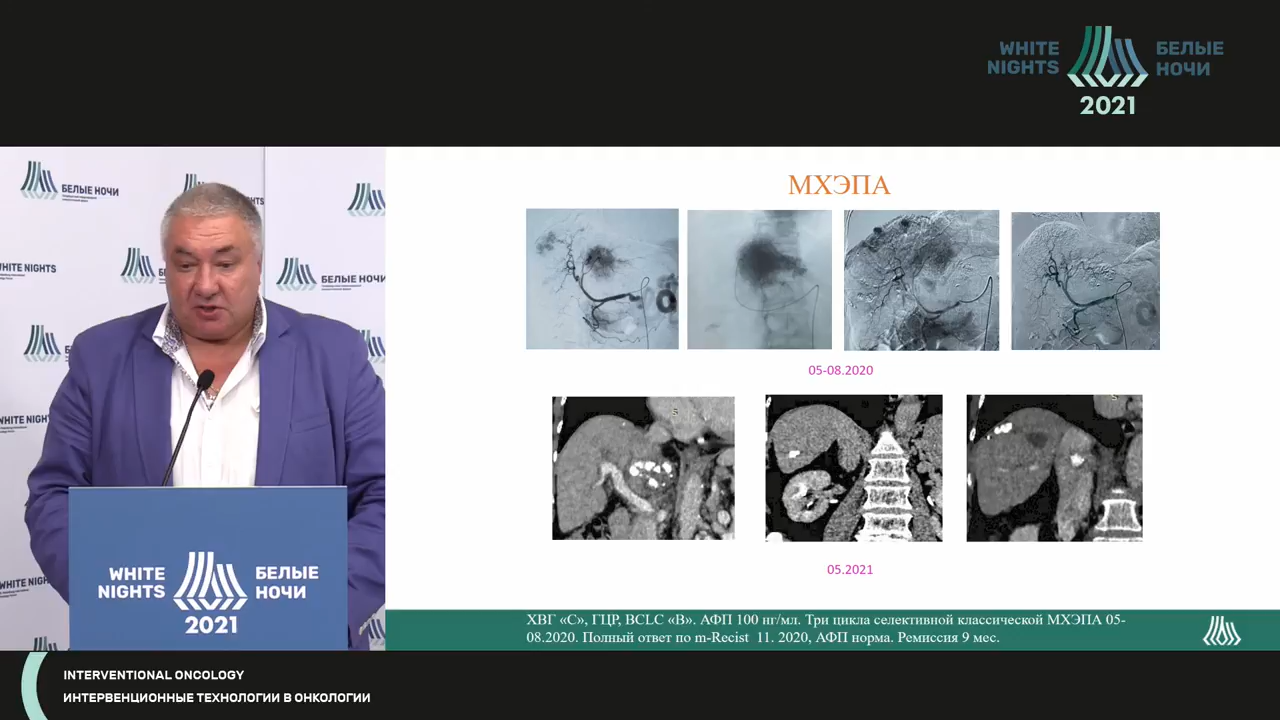 WHITE NIGHTS
БЕЛЫЕ НОЧИ
2021
БЕЛЫЕ НОЧИ
WHITE NIGHTS
БЕЛЫЕ НОЧИ
WHITE
NIGHTS
БЕЛЫЕ
НОЧИ
2021
МХЭПА
05-08.2020
S
S
05.2021
ХВГ «С», ГЦР, BCLC «В». АФП 100 нг/мл. Три цикла селективной классической МХЭПА 05-
08.2020. Полный ответ по m-Recist 11. 2020, АФП норма. Ремиссия 9 мес.
INTERVENTIONAL ONCOLOGY
ИНТЕРВЕНЦИОННЫЕ ТЕХНОЛОГИИ В ОНКОЛОГИИ